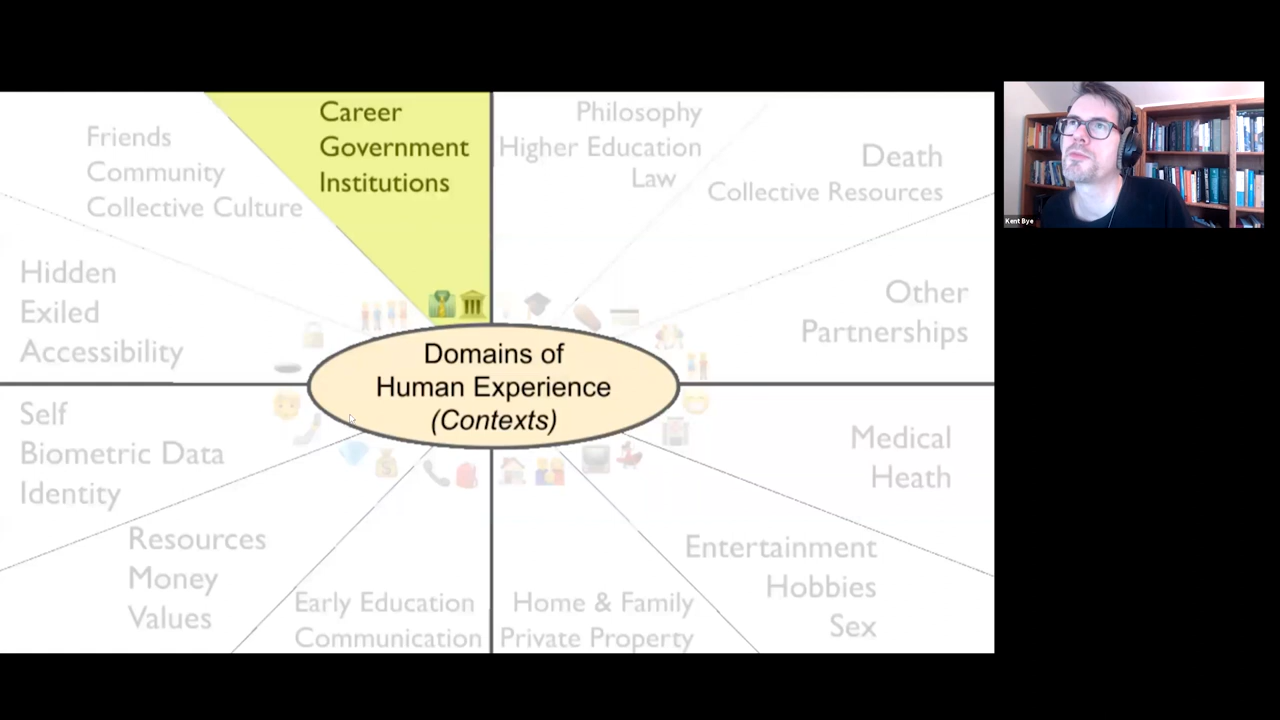 Career
Government
Institutions
Philosophy
Higher Education
Law
Death
Collective Resources
Other
Partnerships
Medical
Heath
Entertainment
Hobbies
Sex
Home & Family
Private Property
Early Education
Communication
Resources
Money
Values
Self
Biometric Data
Identity
Hidden
Exiled
Accessibility
Friends
Community
Collective Culture
Domains of
Human Experience
(Contexts)
Kent Bye